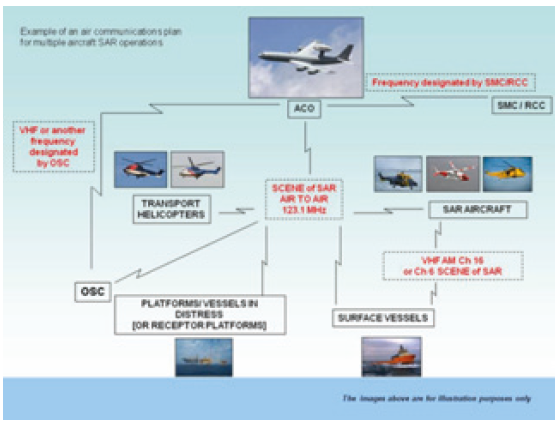 Example of an air communications plan
for multiple aircraft SAR operations
Frequency designated by SMC/RCC
ACO
SMC / RCC
VHF or another
frequency
designated
by OSC
TRANSPORT
HELICOPTERS
SCENE of SAR
AIR TO AIR
123.1 MHz
SAR AIRCRAFT
VHF AM Ch 16
or Ch 6 SCENE of SAR
OSC
PLATFORMS/VESSELS IN
DISTRESS
[OR RECEPTOR PLATFORMS]
SURFACE VESSELS
The images above are for illustration purposes only